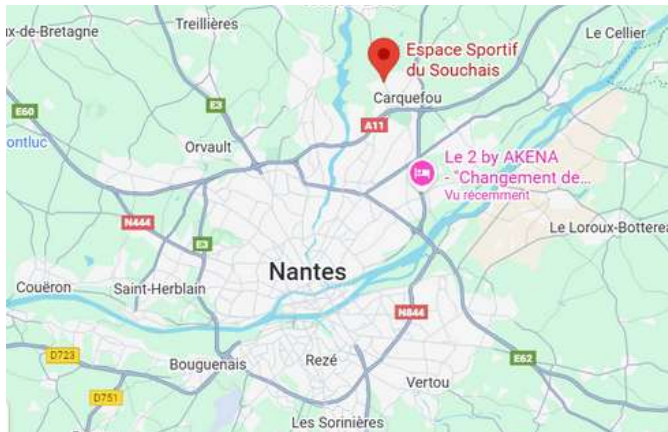 ux-de-Bretagne
Treillières
Le Cellier
Espace Sportif
du Souchais
Carquefou
E3
E60
A11
ontluc
Orvault
Le 2 by AKENA
- "Changement de...
Vu récemment
N444
E3
Le Loroux-Botterea
Nantes
Couëron
Saint-Herblain
N844
D723
Bouguenais
Rezé
E62
D751
Vertou
Les Sorinières